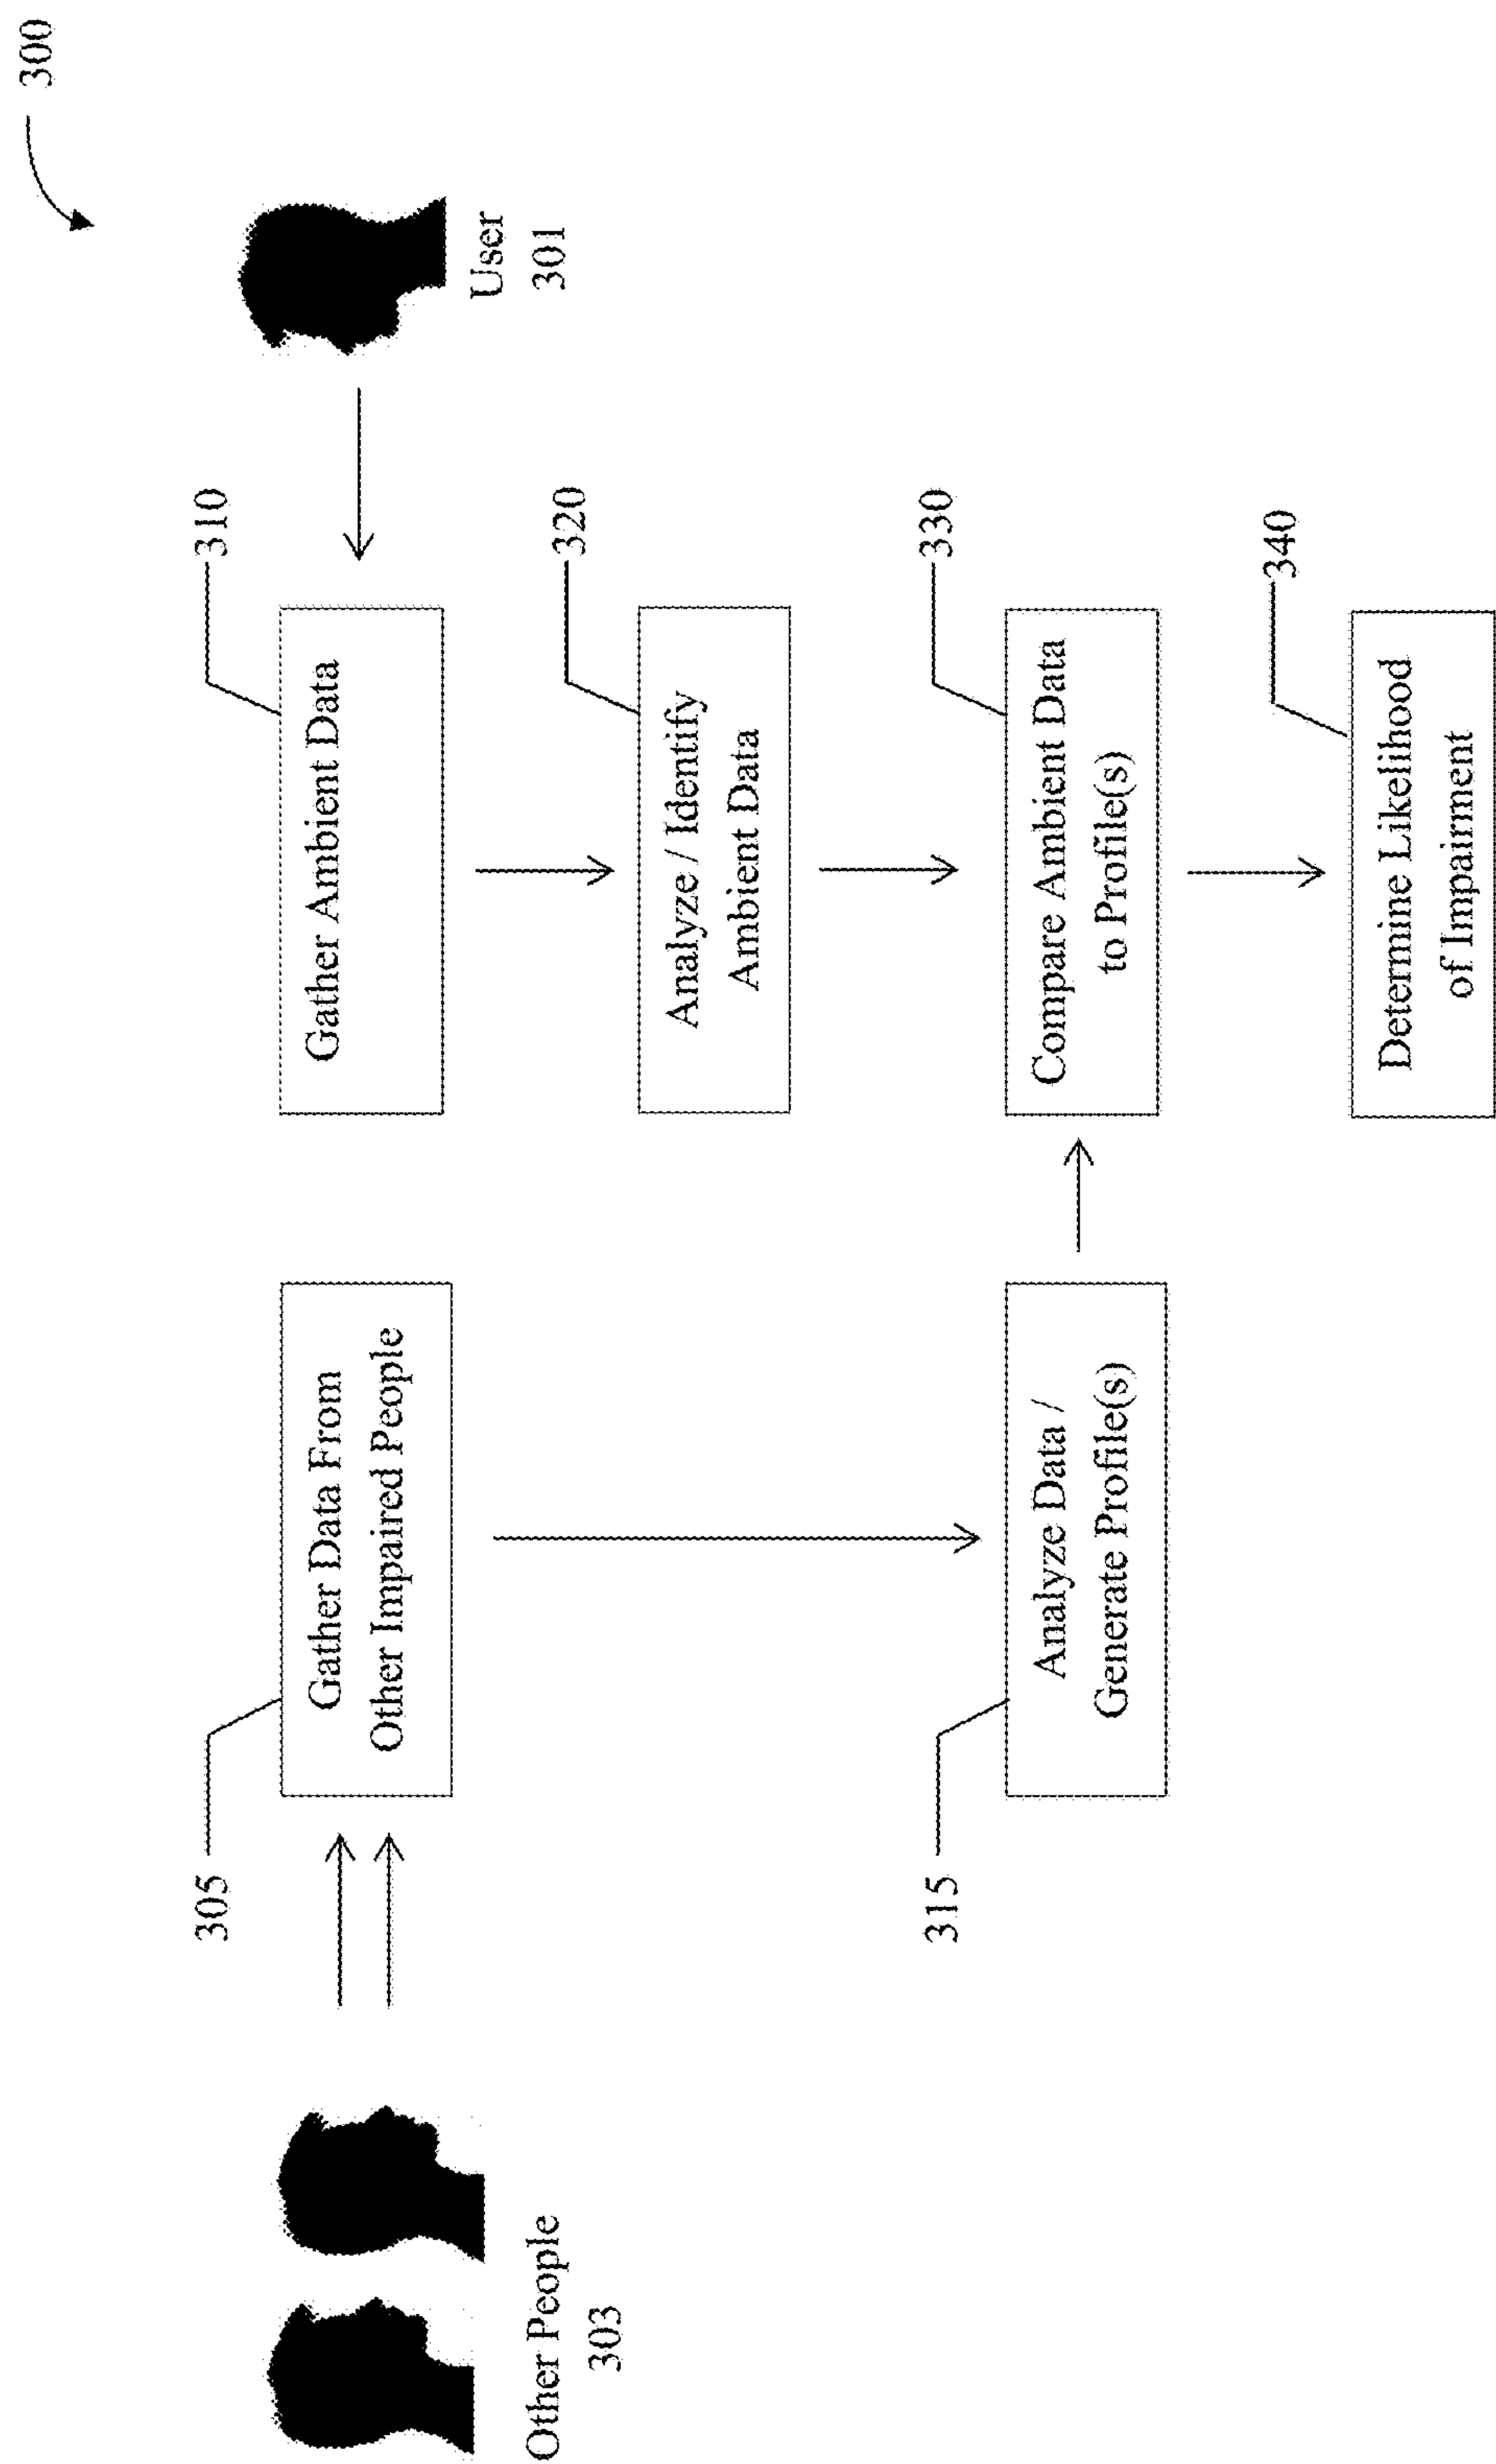 300
Other People
303
305
Gather Data From
Other Impaired People
315
Analyze Data /
Generate Profile(s)
310
Gather Ambient Data
User
301
320
Analyze / Identify
Ambient Data
330
Compare Ambient Data
to Profile(s)
340
Determine Likelihood
of Impairment